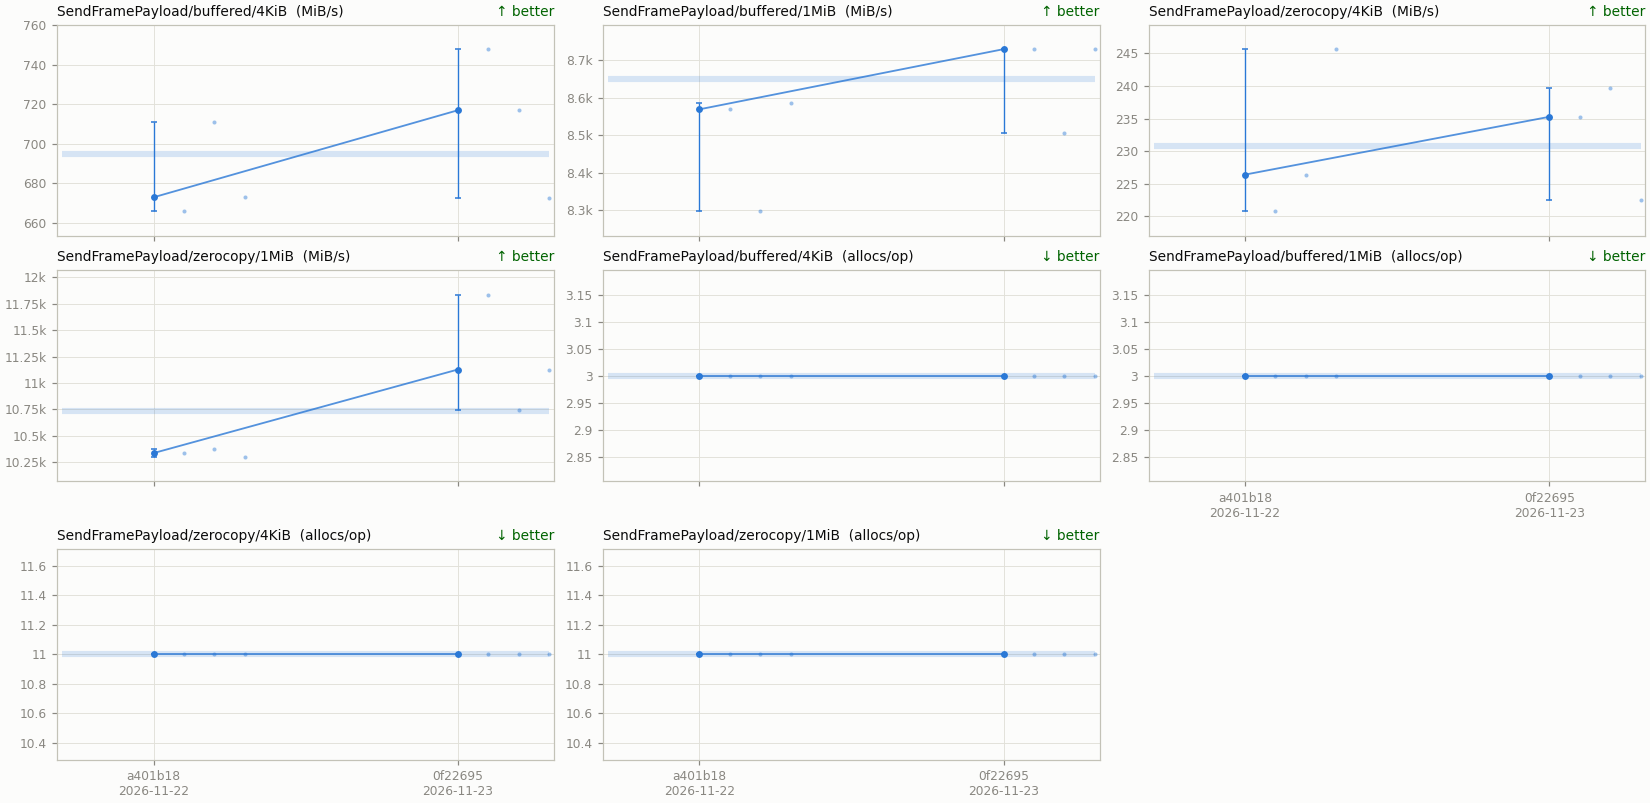 SendFramePayload/buffered/4KiB (MiB/s) ↑ better
760
740
720
700
680
660
SendFramePayload/buffered/1MiB (MiB/s) ↑ better
8.7k
8.6k
8.5k
8.4k
8.3k
SendFramePayload/zerocopy/4KiB (MiB/s) ↑ better
245
240
235
230
225
220
SendFramePayload/zerocopy/1MiB (MiB/s) ↑ better
12k
11.75k
11.5k
11.25k
11k
10.75k
10.5k
10.25k
SendFramePayload/buffered/4KiB (allocs/op) ↓ better
3.15
3.1
3.05
3
2.95
2.9
2.85
SendFramePayload/buffered/1MiB (allocs/op) ↓ better
3.15
3.1
3.05
3
2.95
2.9
2.85
a401b18 0f22695
2026-11-22 2026-11-23
SendFramePayload/zerocopy/4KiB (allocs/op) ↓ better
11.6
11.4
11.2
11
10.8
10.6
10.4
a401b18 0f22695
2026-11-22 2026-11-23
SendFramePayload/zerocopy/1MiB (allocs/op) ↓ better
11.6
11.4
11.2
11
10.8
10.6
10.4
a401b18 0f22695
2026-11-22 2026-11-23